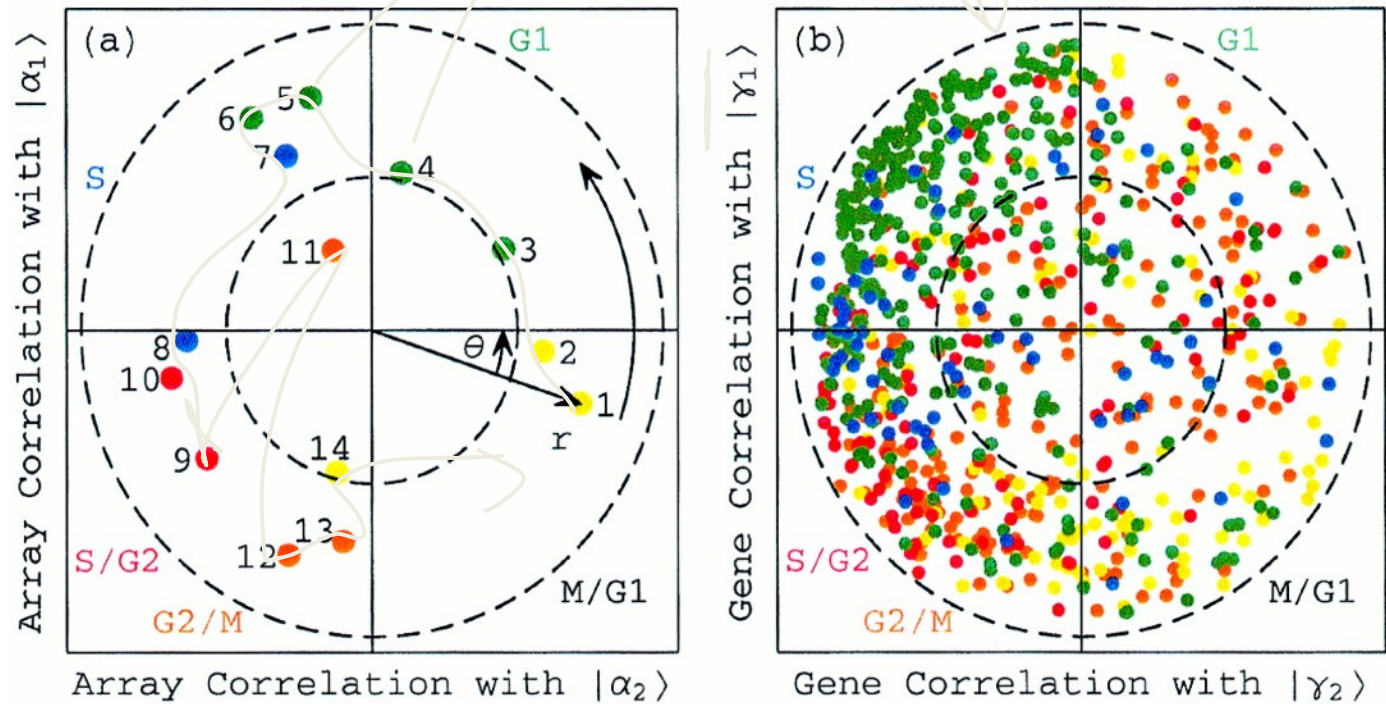 (a)
G1
S
5
6
7
4
11
3
8
θ
2
10
1
r
9
14
13
12
S/G2
G2/M
M/G1
Array Correlation with |α₁⟩
Array Correlation with |α₂⟩
(b)
G1
S
S/G2
G2/M
M/G1
Gene Correlation with |γ₁⟩
Gene Correlation with |γ₂⟩